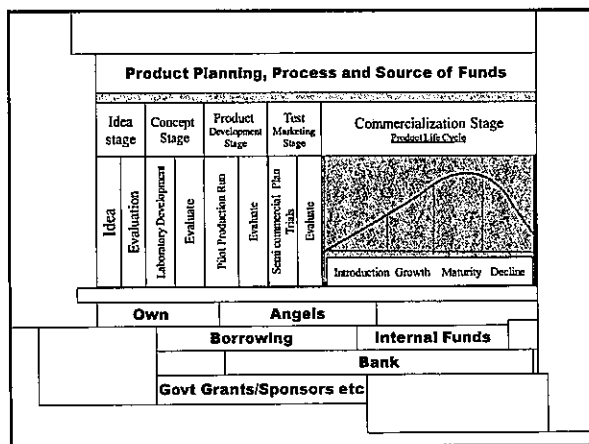 Product Planning, Process and Source of Funds
Idea stage
Concept Stage
Product Development Stage
Test Marketing Stage
Commercialization Stage
Product Life Cycle
Idea
Evaluation
Laboratory Development
Evaluate
Pilot Production Run
Evaluate
Semi commercial Plan Trials
Evaluate
Introduction Growth Maturity Decline
Own
Angels
Borrowing
Internal Funds
Bank
Govt Grants/Sponsors etc